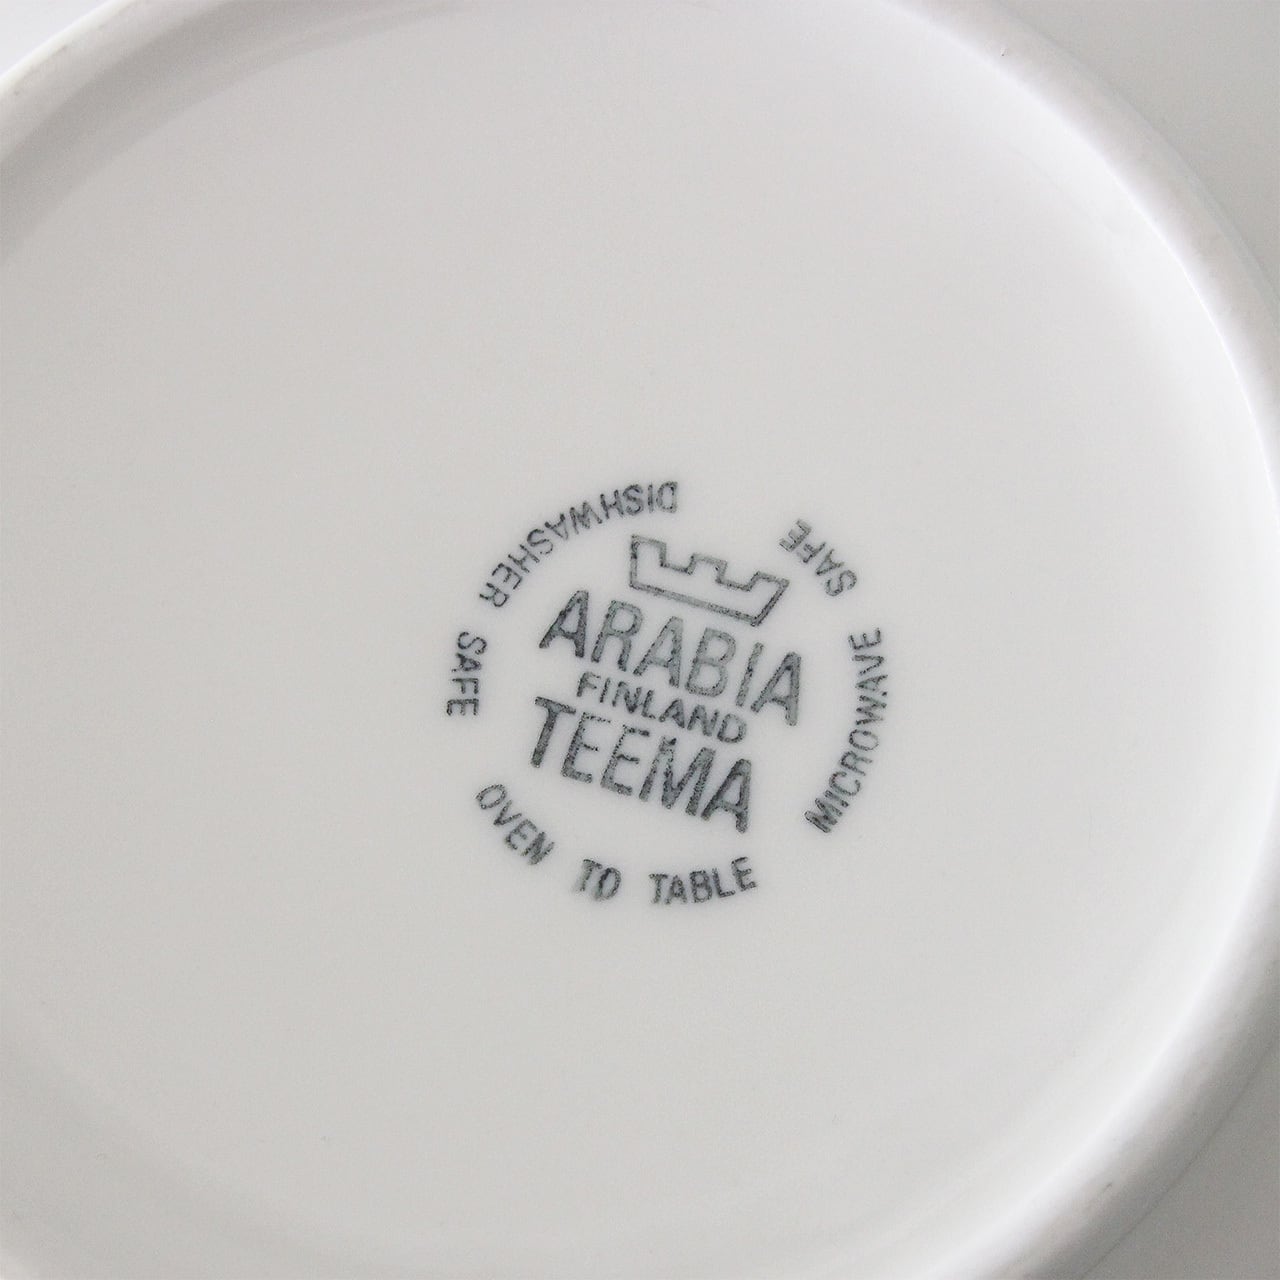 ARABIA
FINLAND
TEEMA
DISHWASHER SAFE
OVEN TO TABLE
MICROWAVE SAFE